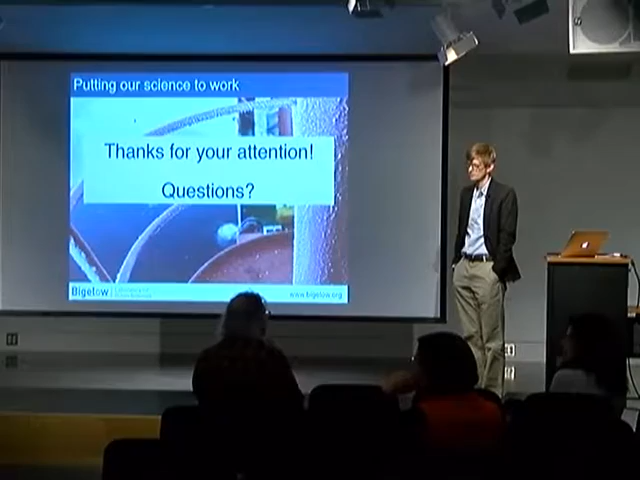 Putting our science to work
Thanks for your attention!
Questions?
Bigelow
www.bigelow.org